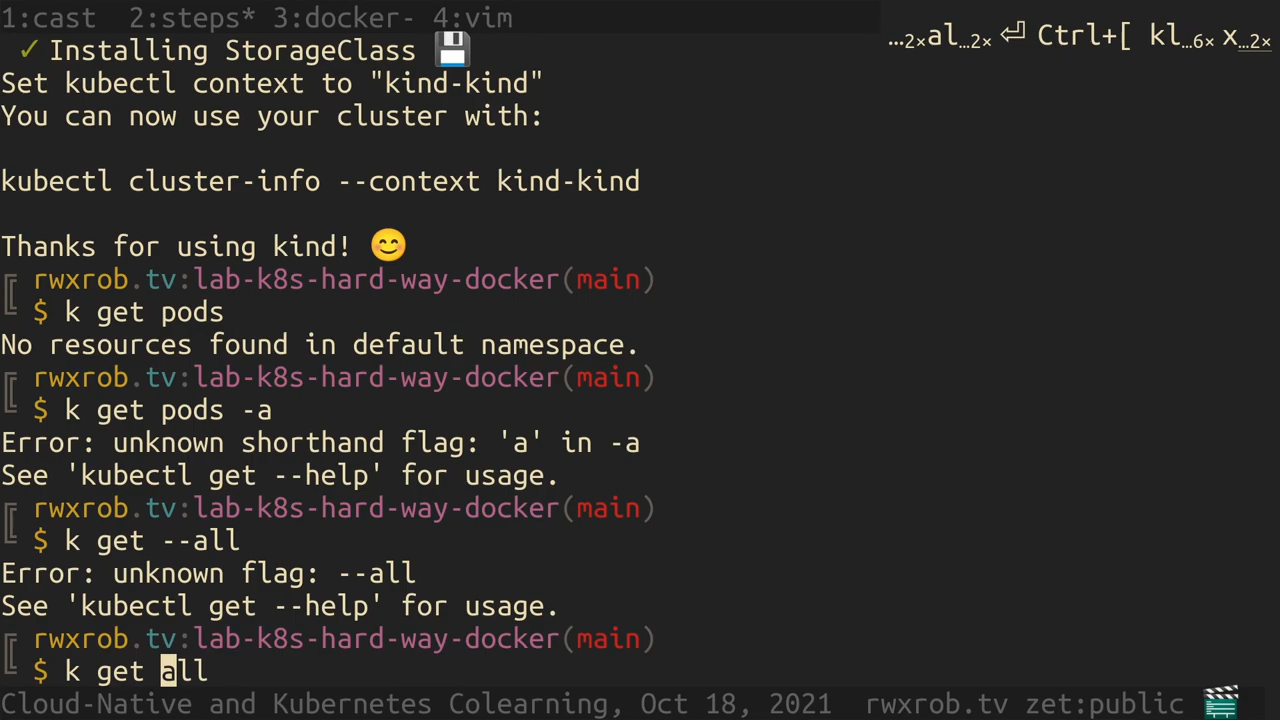 1:cast  2:steps* 3:docker- 4:vim
…2×al…2× ⏎ Ctrl+[ kl…6× x…2×
✓ Installing StorageClass 💾
Set kubectl context to "kind-kind"
You can now use your cluster with:
kubectl cluster-info --context kind-kind
Thanks for using kind! 😊
rwxrob.tv:lab-k8s-hard-way-docker(main)
$ k get pods
No resources found in default namespace.
rwxrob.tv:lab-k8s-hard-way-docker(main)
$ k get pods -a
Error: unknown shorthand flag: 'a' in -a
See 'kubectl get --help' for usage.
rwxrob.tv:lab-k8s-hard-way-docker(main)
$ k get --all
Error: unknown flag: --all
See 'kubectl get --help' for usage.
rwxrob.tv:lab-k8s-hard-way-docker(main)
$ k get all
Cloud-Native and Kubernetes Colearning, Oct 18, 2021  rwxrob.tv zet:public 🎬